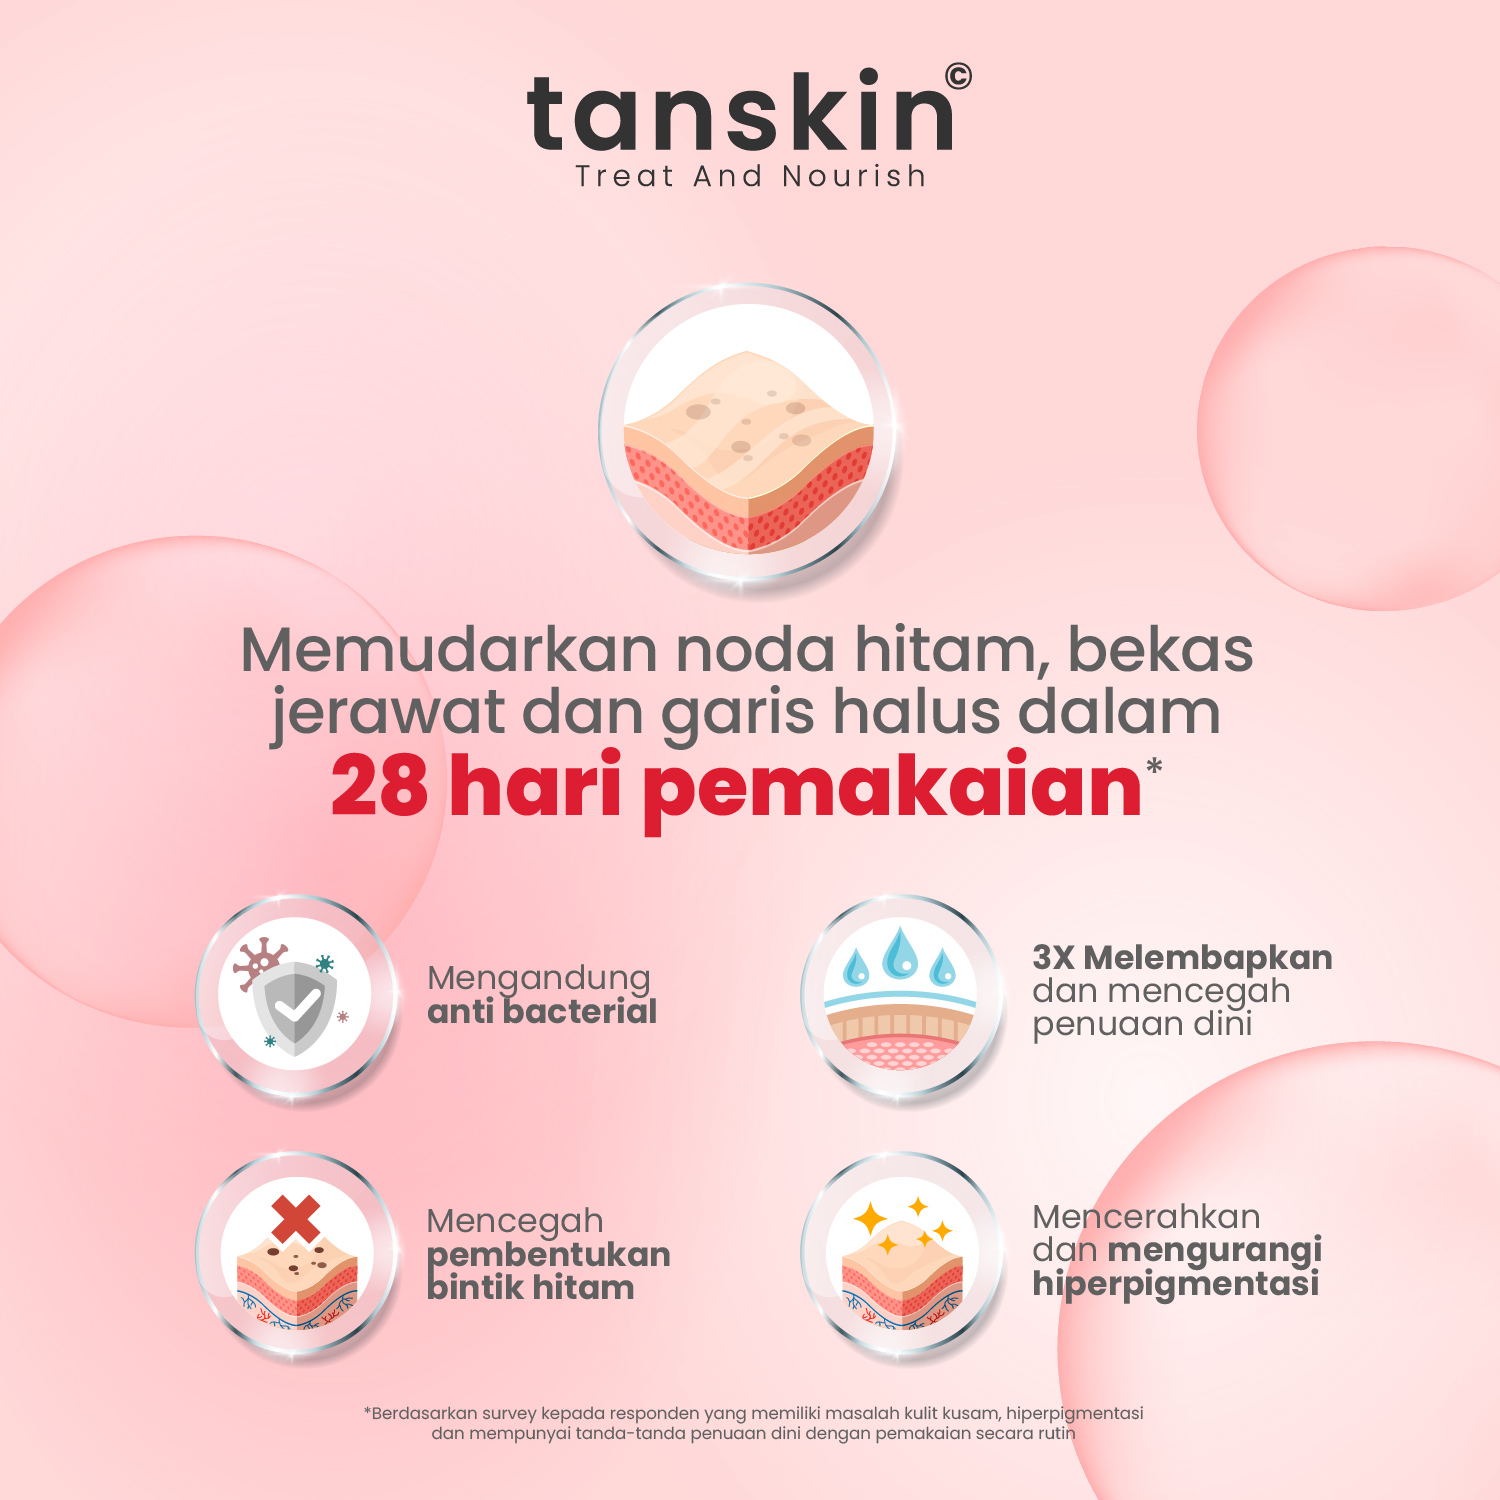 tanskin©
Treat And Nourish
Memudarkan noda hitam, bekas
jerawat dan garis halus dalam
28 hari pemakaian*
Mengandung
anti bacterial
3X Melembapkan
dan mencegah
penuaan dini
Mencegah
pembentukan
bintik hitam
Mencerahkan
dan mengurangi
hiperpigmentasi
*Berdasarkan survey kepada responden yang memiliki masalah kulit kusam, hiperpigmentasi
dan mempunyai tanda-tanda penuaan dini dengan pemakaian secara rutin